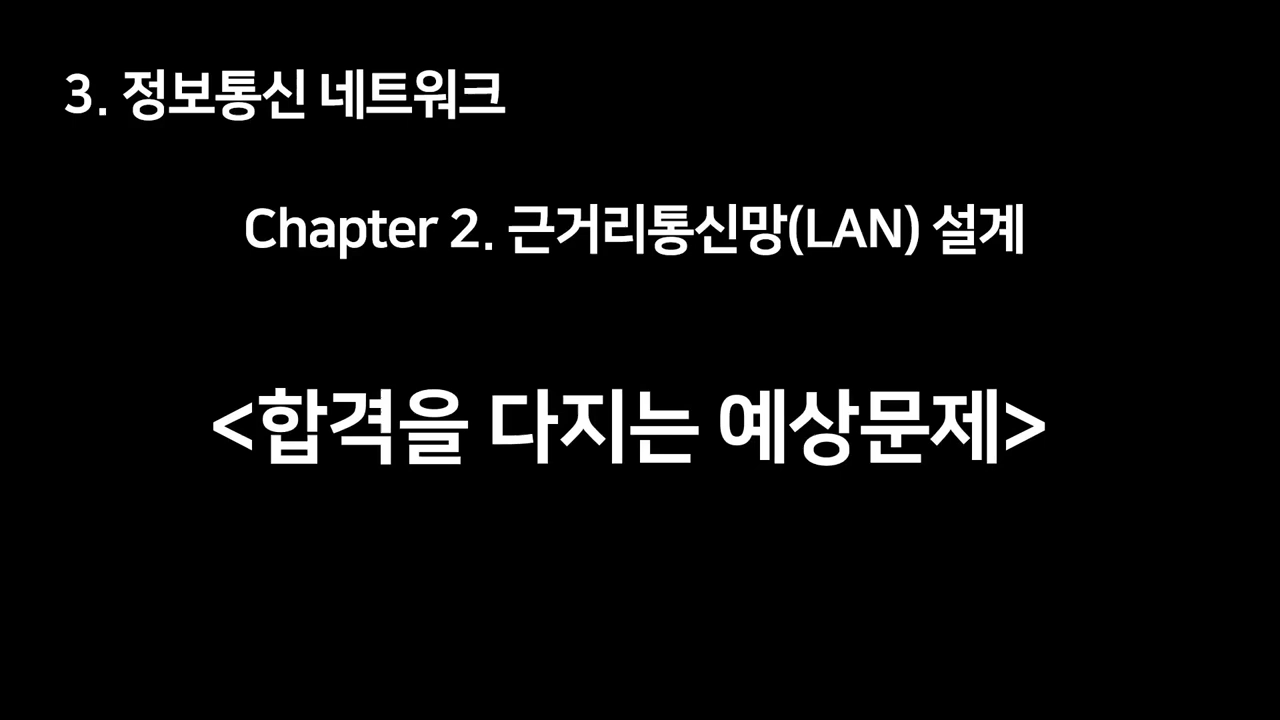 3. 정보통신 네트워크
Chapter 2. 근거리통신망(LAN) 설계
<합격을 다지는 예상문제>